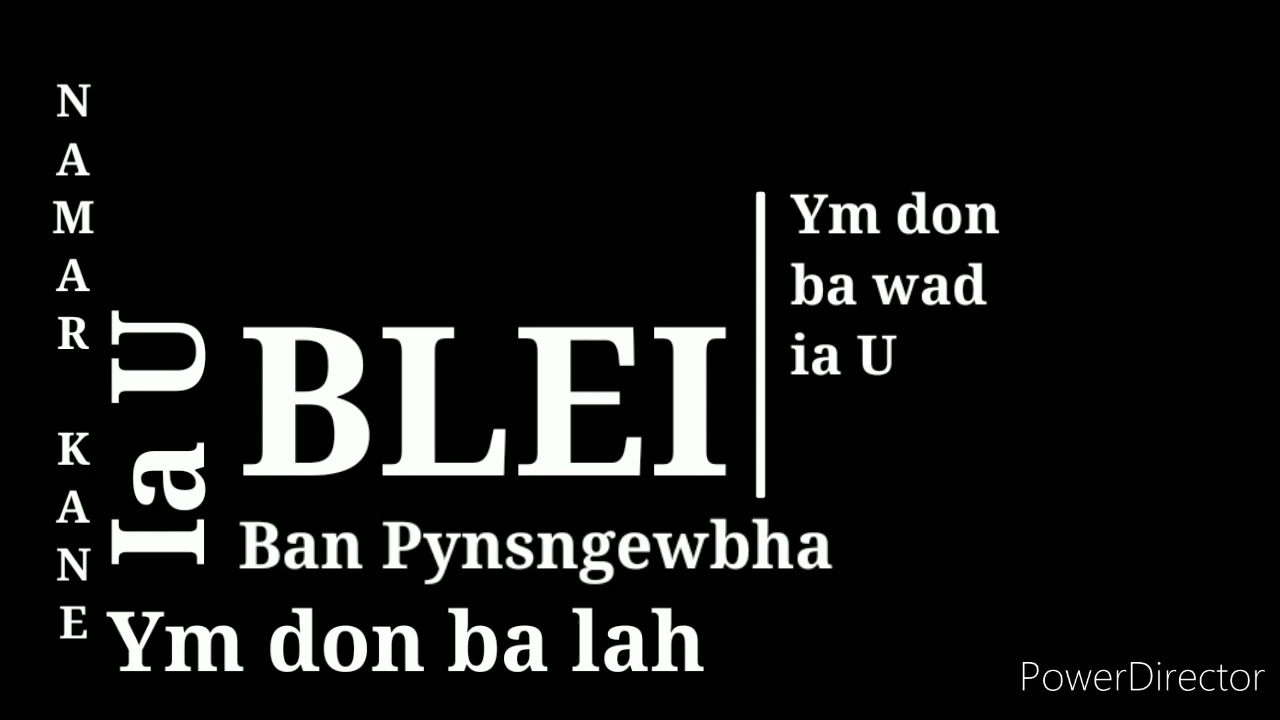 NAMAR KANE
Ia U
BLEI
Ym don
ba wad
ia U
Ban Pynsngewbha
Ym don ba lah
PowerDirector